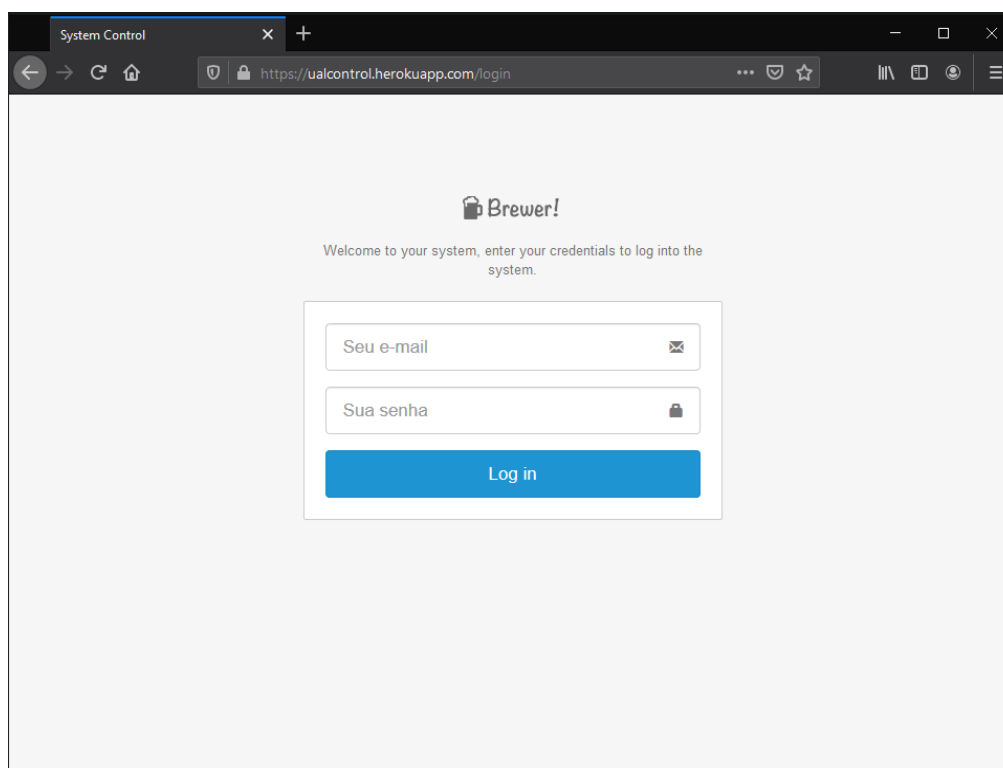 System Control
https://ualcontrol.herokuapp.com/login
Brewer!
Welcome to your system, enter your credentials to log into the
system.
Seu e-mail
Sua senha
Log in